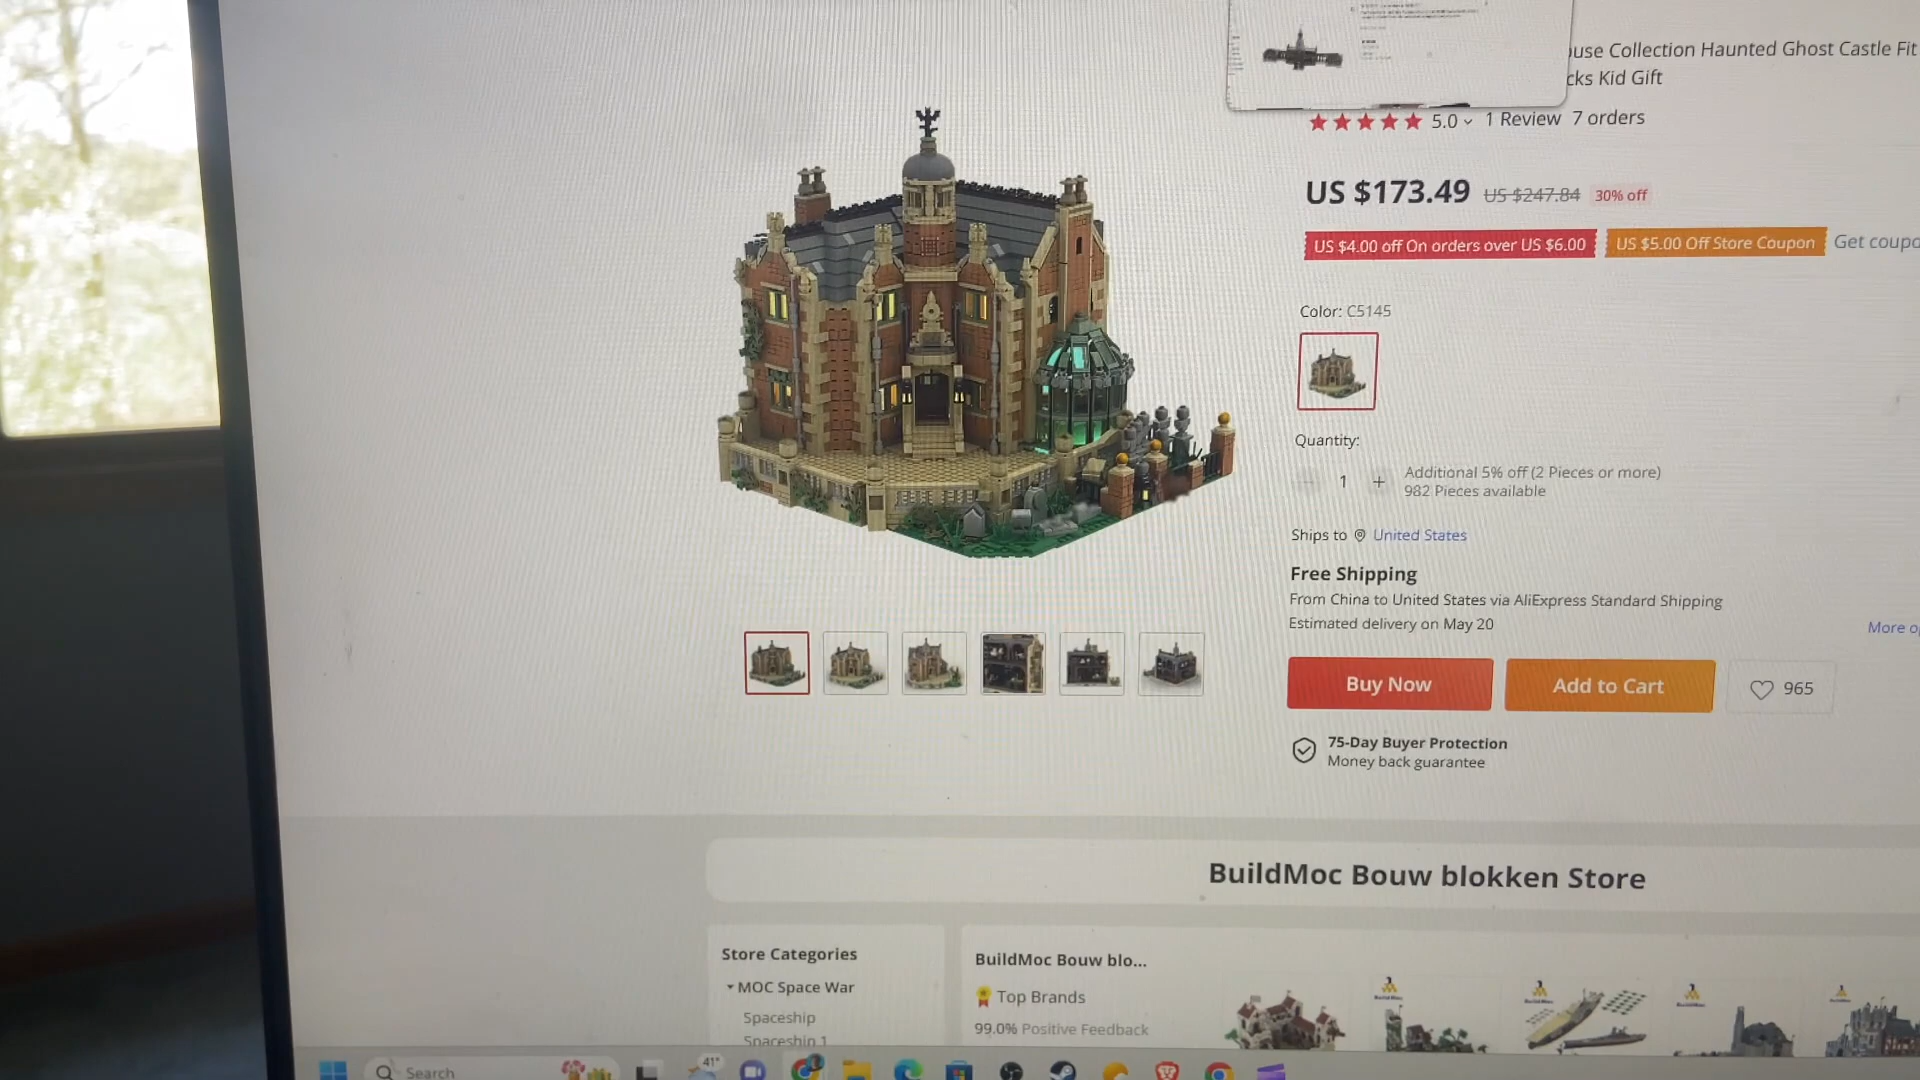 use Collection Haunted Ghost Castle Fit
cks Kid Gift
5.0 1 Review 7 orders
US $173.49 US $247.84 30% off
US $4.00 off On orders over US $6.00 US $5.00 Off Store Coupon Get coupo
Color: C5145
Quantity:
1 + Additional 5% off (2 Pieces or more)
982 Pieces available
Ships to United States
Free Shipping
From China to United States via AliExpress Standard Shipping
Estimated delivery on May 20
More o
Buy Now Add to Cart 965
75-Day Buyer Protection
Money back guarantee
BuildMoc Bouw blokken Store
Store Categories
MOC Space War
Spaceship
Spaceship 1
BuildMoc Bouw blo...
Top Brands
99.0% Positive Feedback
Search
41°